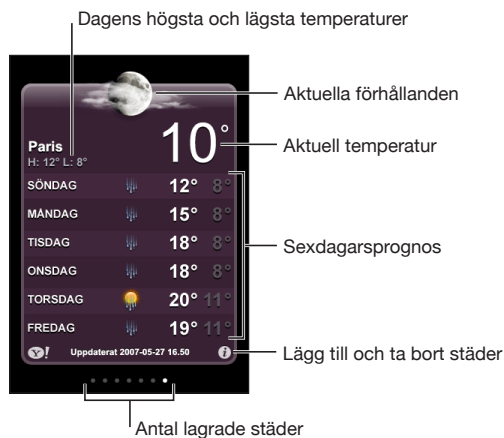 Dagens högsta och lägsta temperaturer
Aktuella förhållanden
Paris
H: 12° L: 8°
10°
Aktuell temperatur
SÖNDAG 12° 8°
MÅNDAG 15° 8°
TISDAG 18° 8°
Sexdagarsprognos
ONSDAG 18° 8°
TORSDAG 20° 11°
FREDAG 19° 11°
Y! Uppdaterat 2007-05-27 16.50 i
Lägg till och ta bort städer
Antal lagrade städer